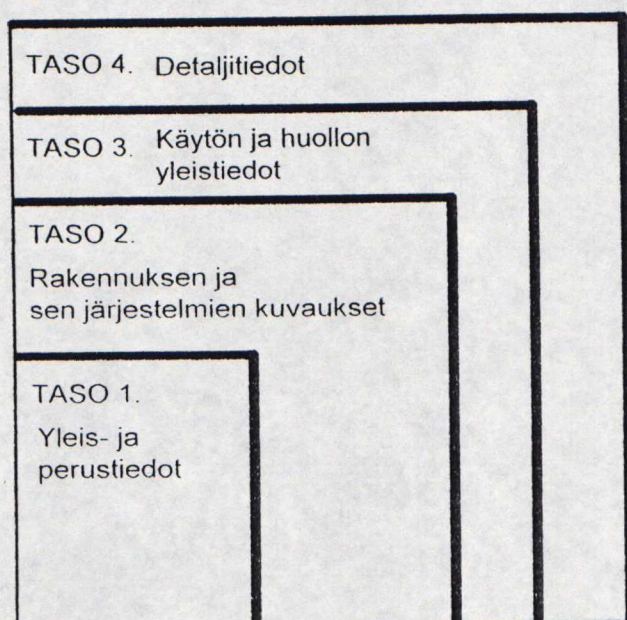 TASO 4. Detaljitiedot
TASO 3. Käytön ja huollon
yleistiedot
TASO 2.
Rakennuksen ja
sen järjestelmien kuvaukset
TASO 1.
Yleis- ja
perustiedot